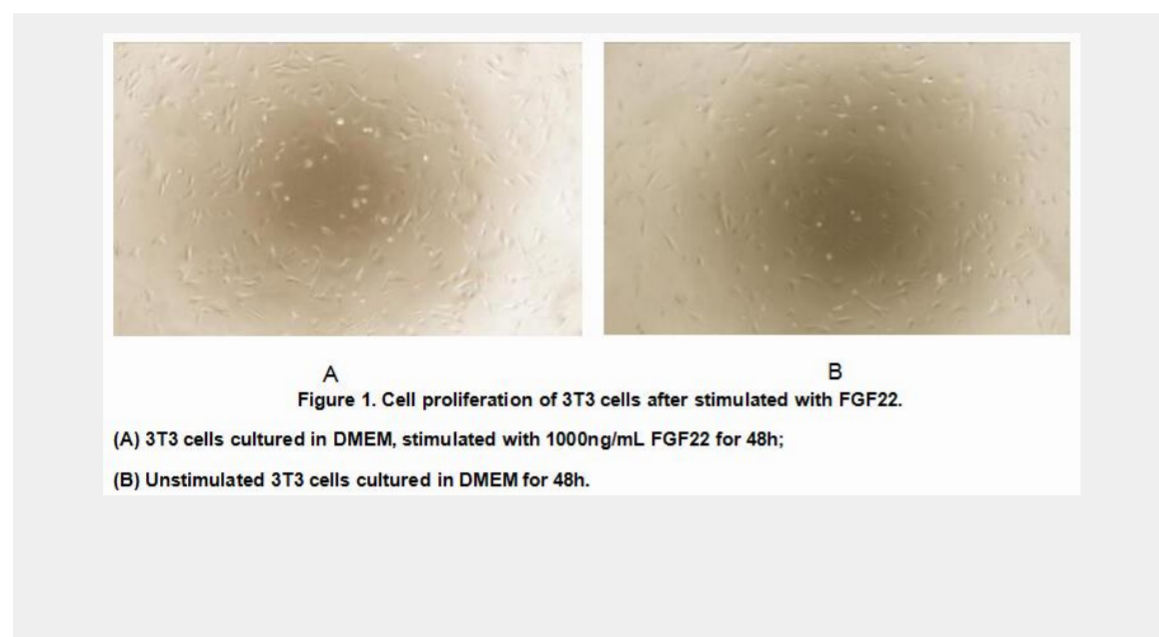 A
B
Figure 1. Cell proliferation of 3T3 cells after stimulated with FGF22.
(A) 3T3 cells cultured in DMEM, stimulated with 1000ng/mL FGF22 for 48h;
(B) Unstimulated 3T3 cells cultured in DMEM for 48h.